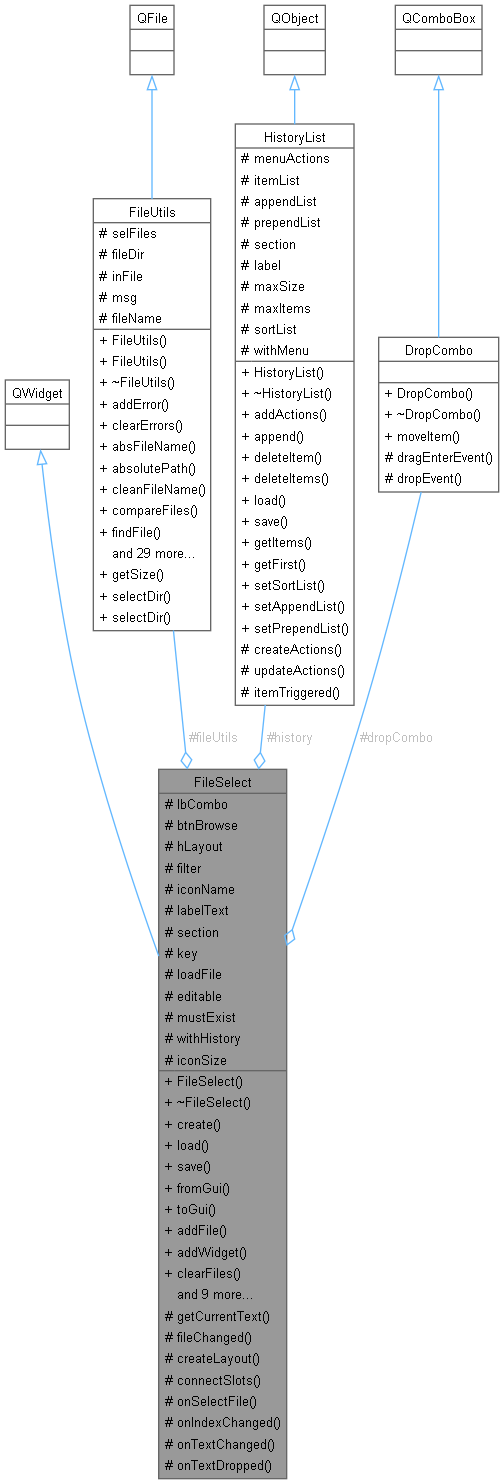 QFile
QObject
QComboBox
HistoryList
# menuActions
# itemList
# appendList
# prependList
# section
# label
# maxSize
# maxItems
# sortList
# withMenu
+ HistoryList()
+ ~HistoryList()
+ addActions()
+ append()
+ deleteItem()
+ deleteItems()
+ load()
+ save()
+ getItems()
+ getFirst()
+ setSortList()
+ setAppendList()
+ setPrependList()
# createActions()
# updateActions()
# itemTriggered()
FileUtils
# selFiles
# fileDir
# inFile
# msg
# fileName
+ FileUtils()
+ FileUtils()
+ ~FileUtils()
+ addError()
+ clearErrors()
+ absFileName()
+ absolutePath()
+ cleanFileName()
+ compareFiles()
+ findFile()
and 29 more...
+ getSize()
+ selectDir()
+ selectDir()
DropCombo
+ DropCombo()
+ ~DropCombo()
+ moveItem()
# dragEnterEvent()
# dropEvent()
QWidget
#fileUtils
#history
#dropCombo
FileSelect
# lbCombo
# btnBrowse
# hLayout
# filter
# iconName
# labelText
# section
# key
# loadFile
# editable
# mustExist
# withHistory
# iconSize
+ FileSelect()
+ ~FileSelect()
+ create()
+ load()
+ save()
+ fromGui()
+ toGui()
+ addFile()
+ addWidget()
+ clearFiles()
and 9 more...
# getCurrentText()
# fileChanged()
# createLayout()
# connectSlots()
# onSelectFile()
# onIndexChanged()
# onTextChanged()
# onTextDropped()